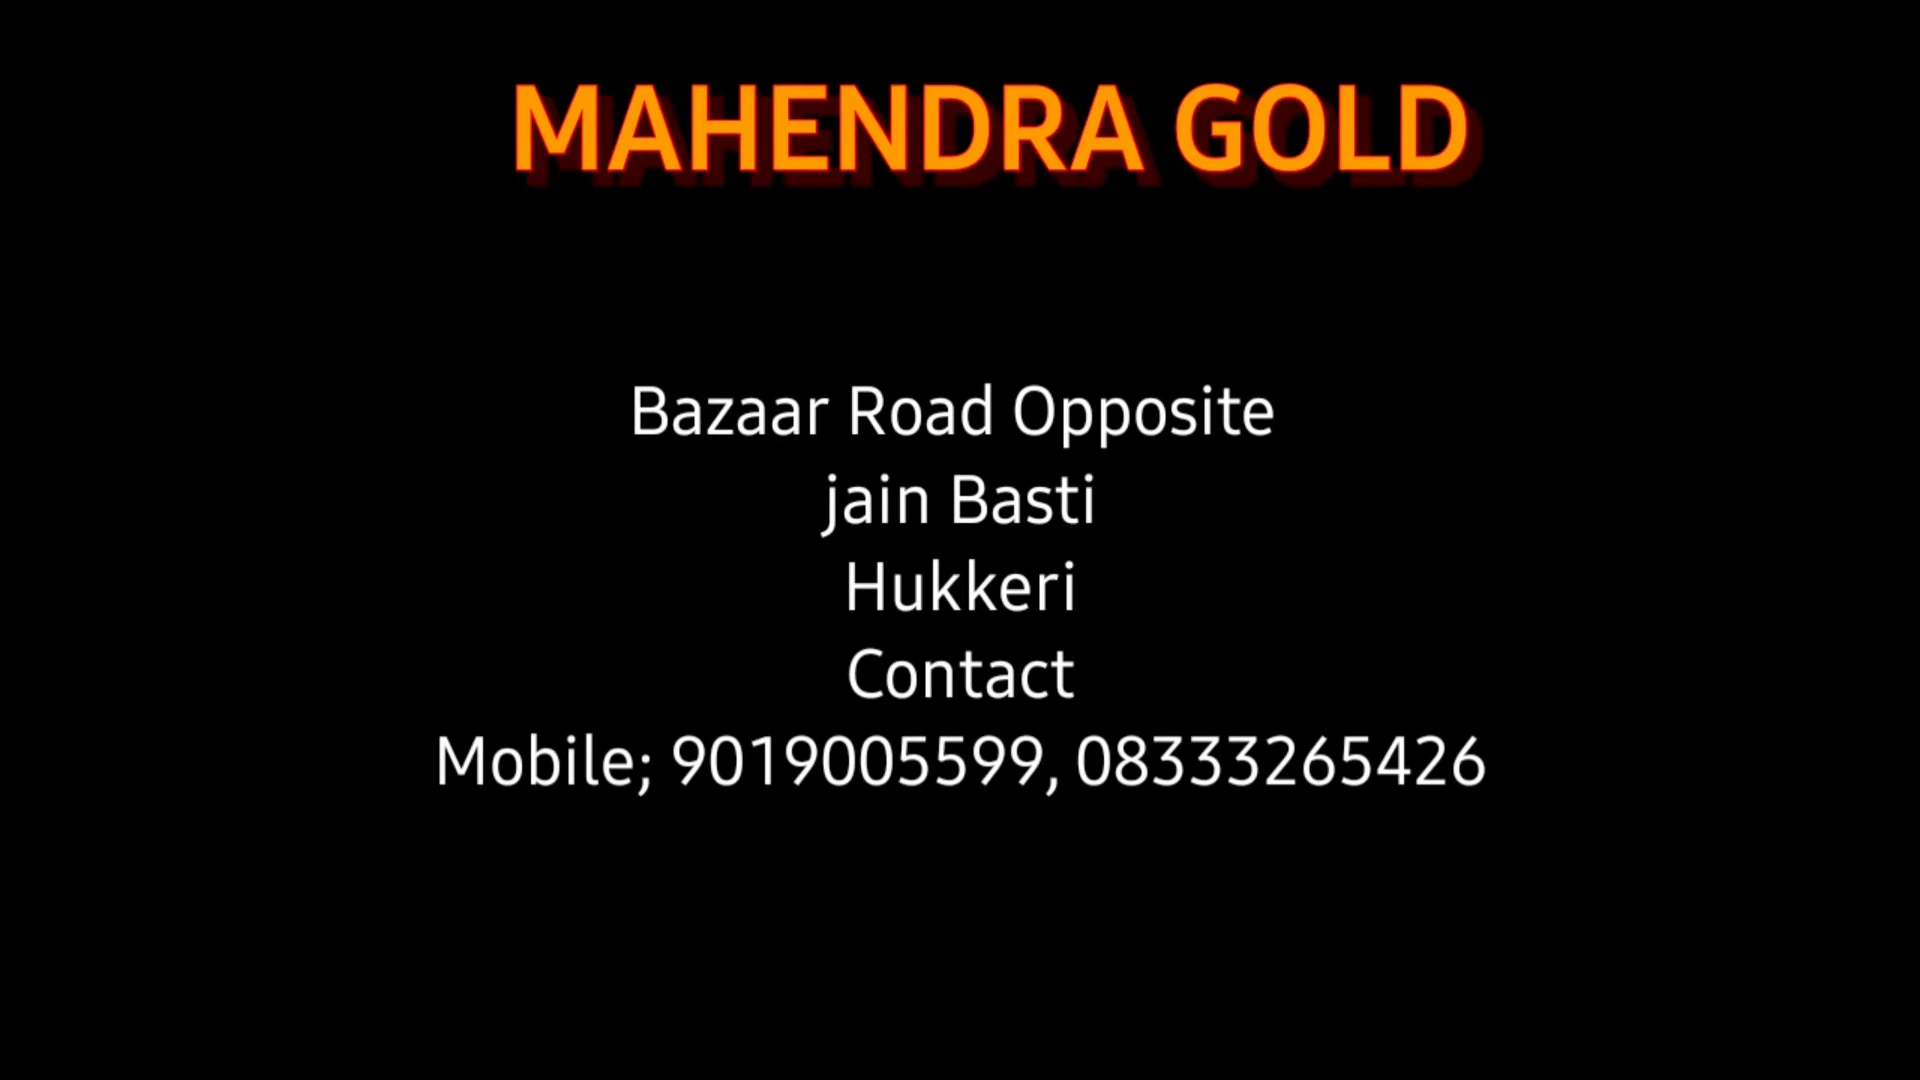 MAHENDRA GOLD
Bazaar Road Opposite
jain Basti
Hukkeri
Contact
Mobile; 9019005599, 08333265426